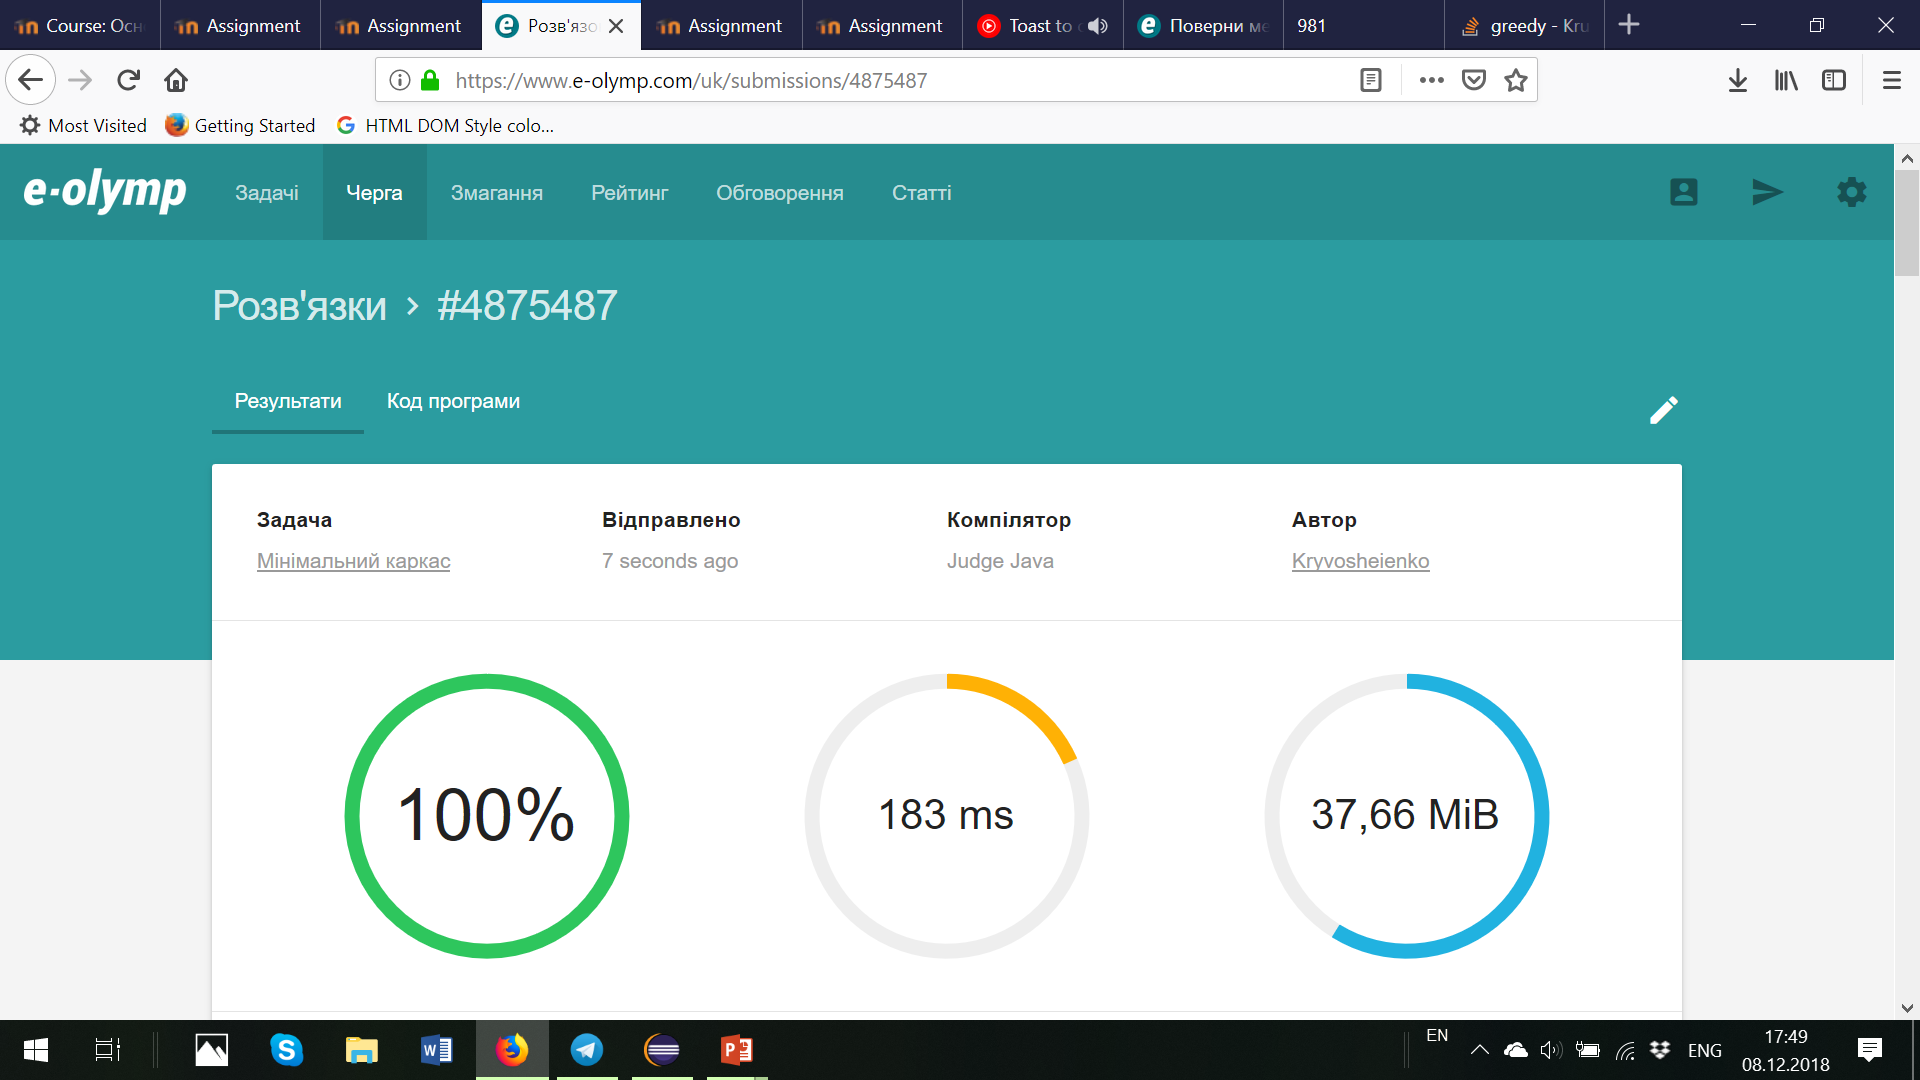 Course: Осн
Assignment
Assignment
Розв'язо
Assignment
Assignment
Toast to
Поверни ме
981
greedy - Kru
https://www.e-olymp.com/uk/submissions/4875487
Most Visited
Getting Started
HTML DOM Style colo...
e-olymp
Задачі
Черга
Змагання
Рейтинг
Обговорення
Статті
Розв'язки > #4875487
Результати
Код програми
Задача
Відправлено
Компілятор
Автор
Мінімальний каркас
7 seconds ago
Judge Java
Kryvosheienko
100%
183 ms
37,66 MiB
EN
ENG
17:49
08.12.2018